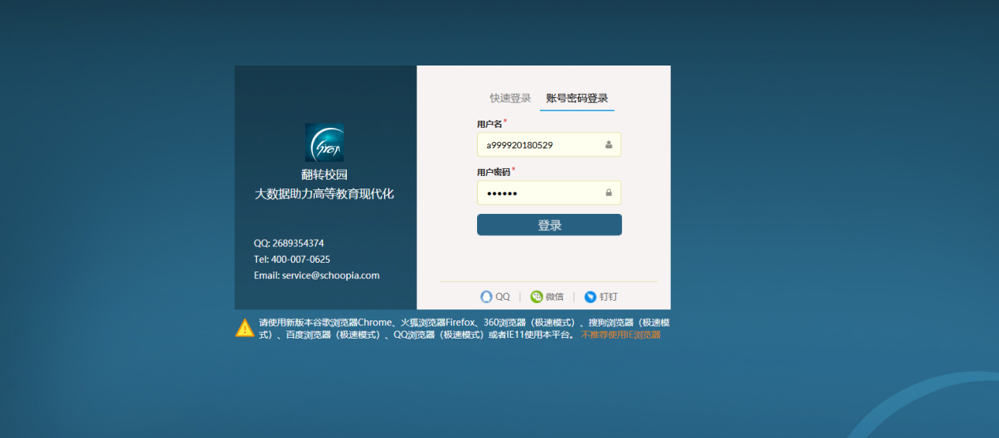 快速登录 账号密码登录
用户名*
a999920180529
用户密码*
••••••
登录
翻转校园
大数据助力高等教育现代化
QQ: 2689354374
Tel: 400-007-0625
Email: service@schoopia.com
QQ | 微信 | 钉钉
请使用新版本谷歌浏览器Chrome、火狐浏览器Firefox、360浏览器（极速模式）、搜狗浏览器（极速模
式）、百度浏览器（极速模式）、QQ浏览器（极速模式）或者IE11使用本平台。 不推荐使用IE浏览器